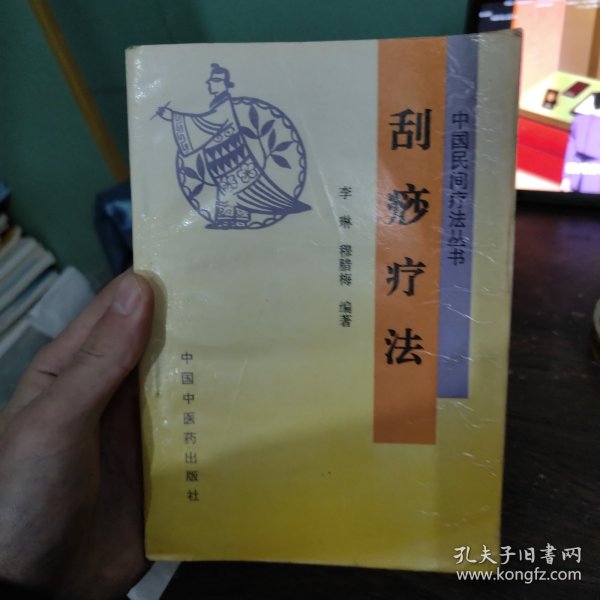 中国民间疗法丛书
刮痧疗法
李琳 穆腊梅 编著
中国中医药出版社
孔夫子旧书网
www.kongfz.com